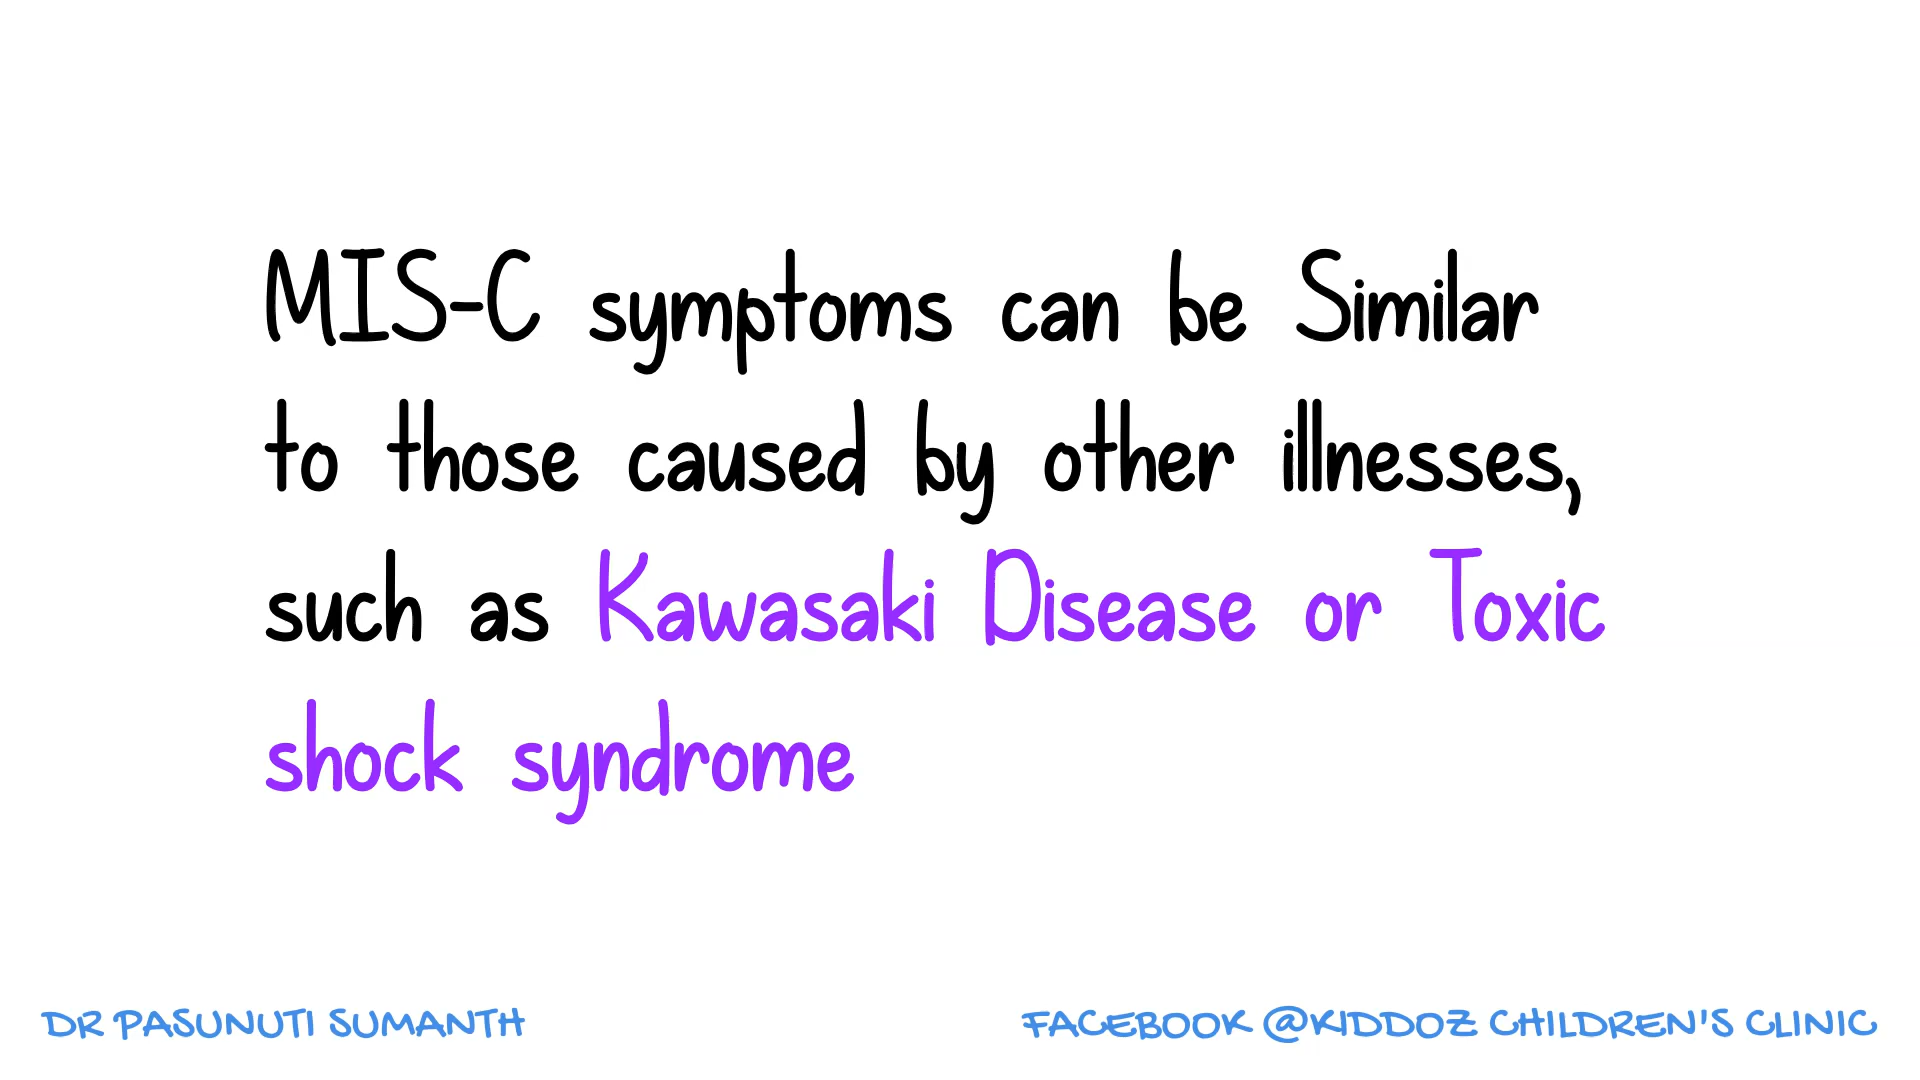 MIS-C symptoms can be Similar
to those caused by other illnesses,
such as Kawasaki Disease or Toxic
shock syndrome
DR PASUNUTI SUMANTH
FACEBOOK @KIDDOZ CHILDREN'S CLINIC